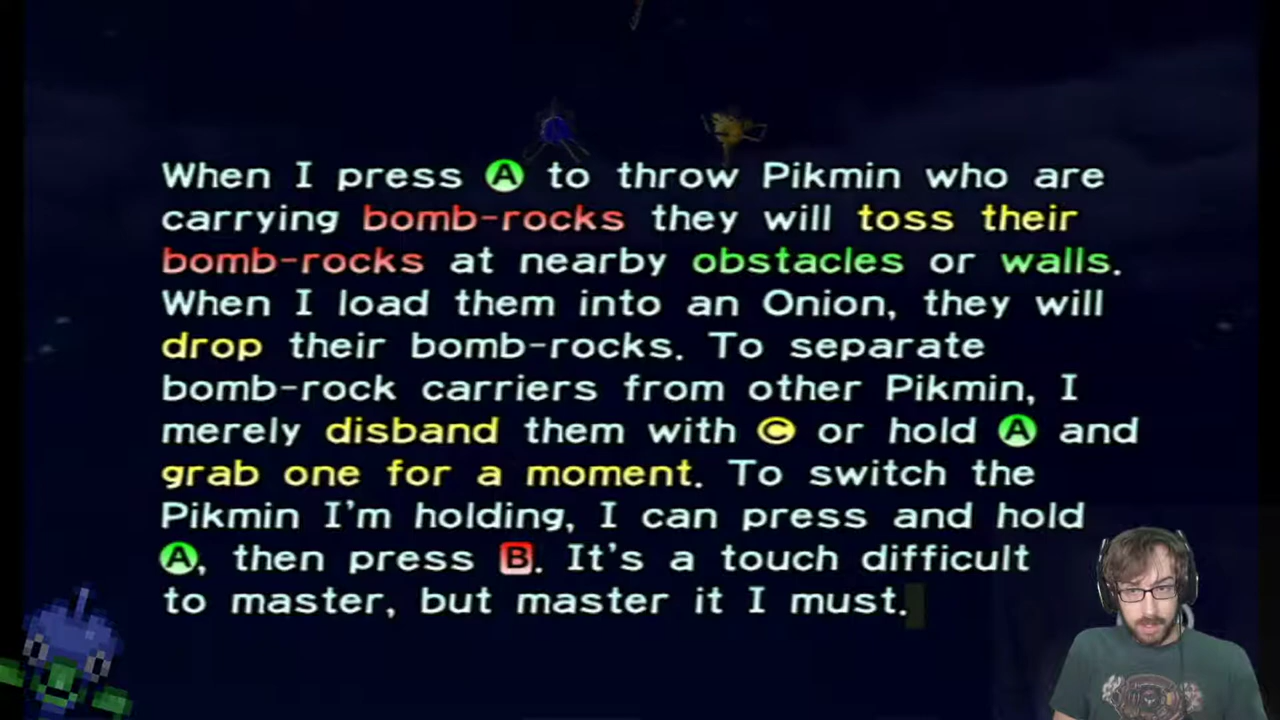 When I press A to throw Pikmin who are
carrying bomb-rocks they will toss their
bomb-rocks at nearby obstacles or walls.
When I load them into an Onion, they will
drop their bomb-rocks. To separate
bomb-rock carriers from other Pikmin, I
merely disband them with C or hold A and
grab one for a moment. To switch the
Pikmin I'm holding, I can press and hold
A, then press B. It's a touch difficult
to master, but master it I must.